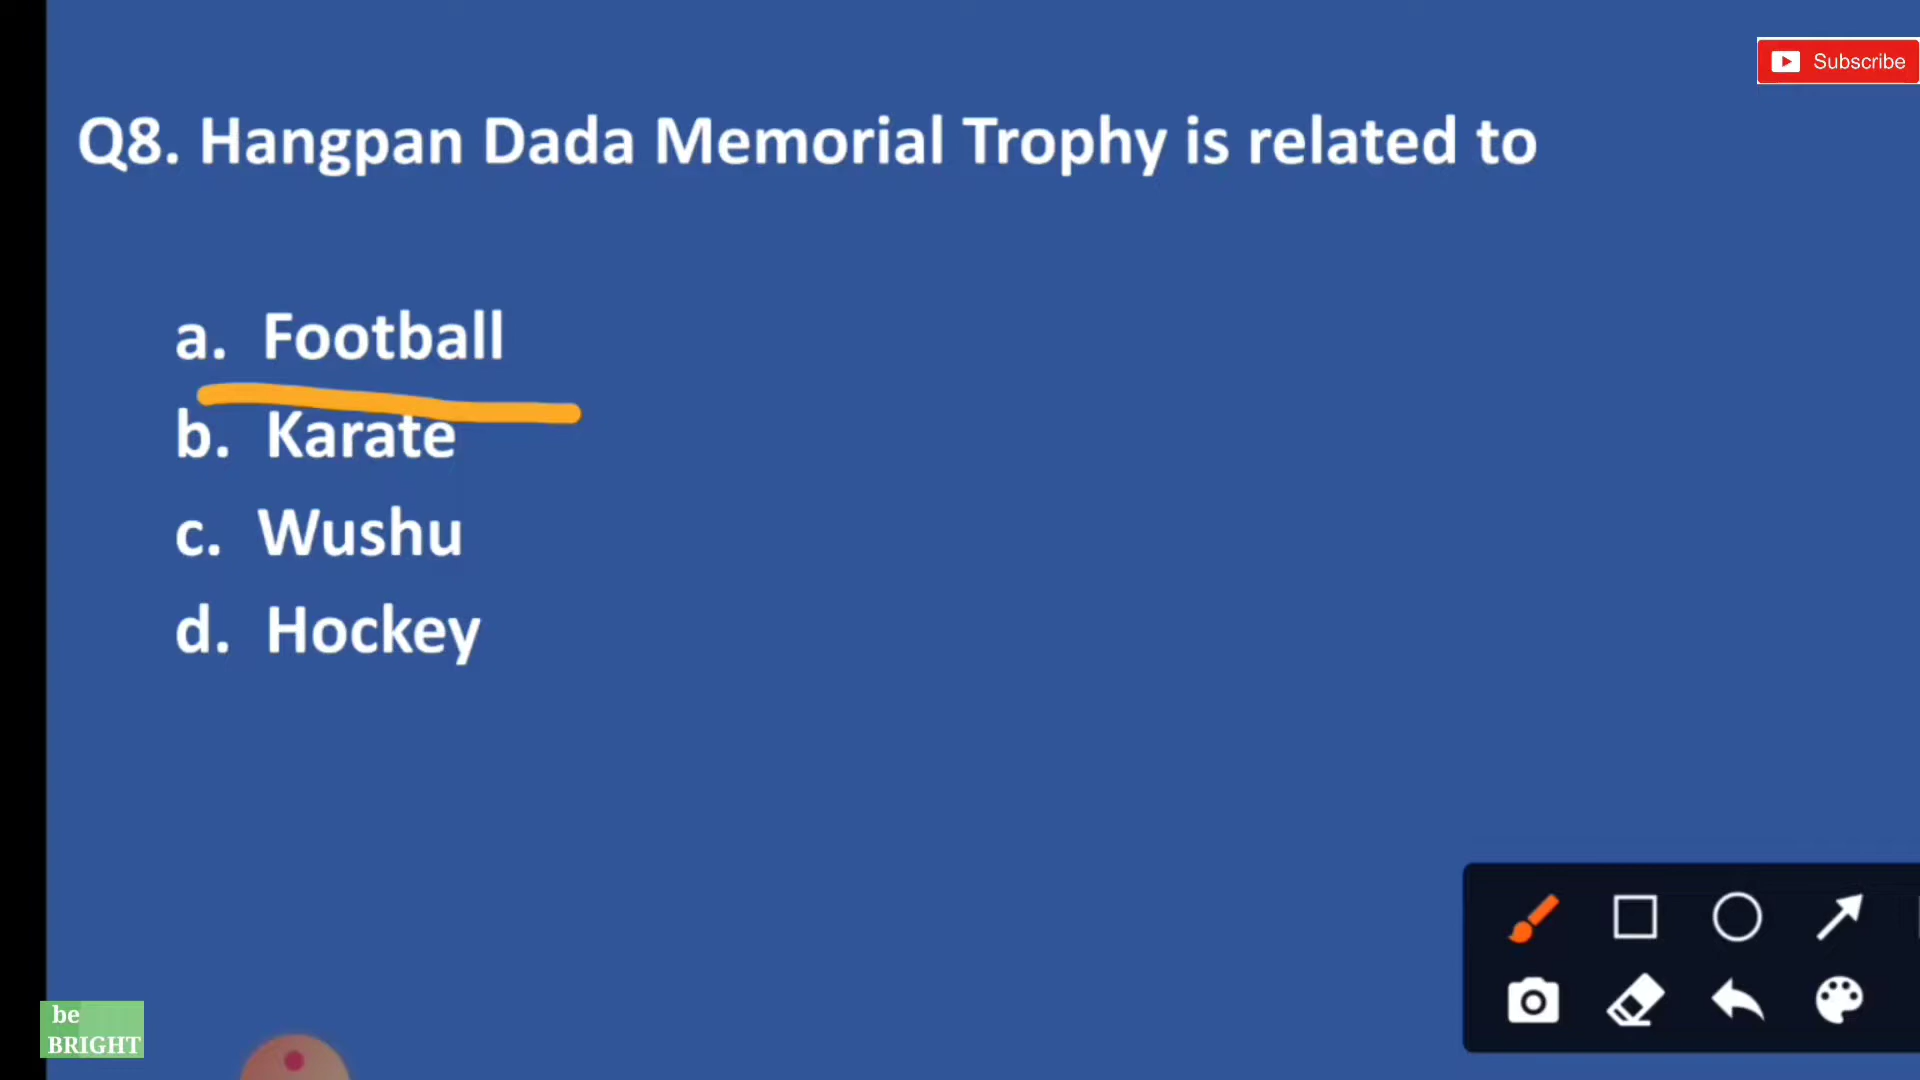 Subscribe
Q8. Hangpan Dada Memorial Trophy is related to
a. Football
b. Karate
c. Wushu
d. Hockey
be
BRIGHT